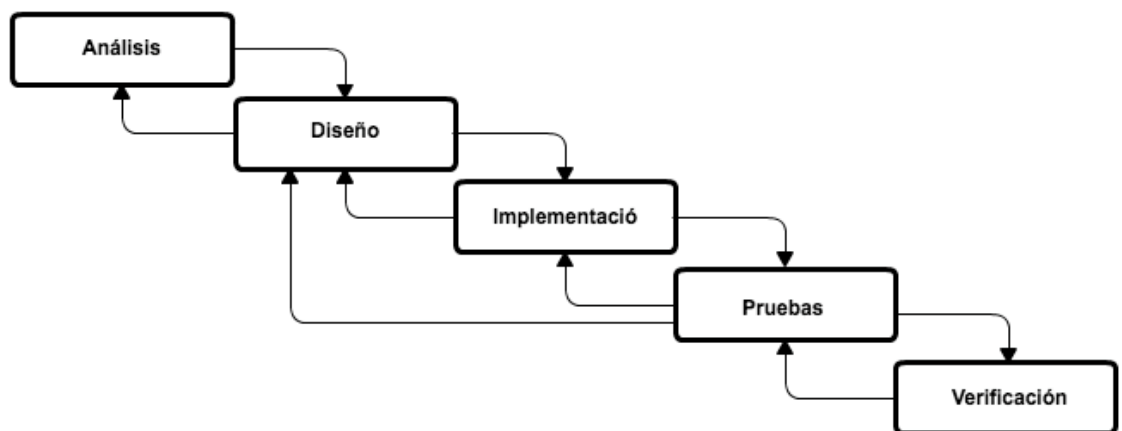 Análisis
Diseño
Implementació
Pruebas
Verificación